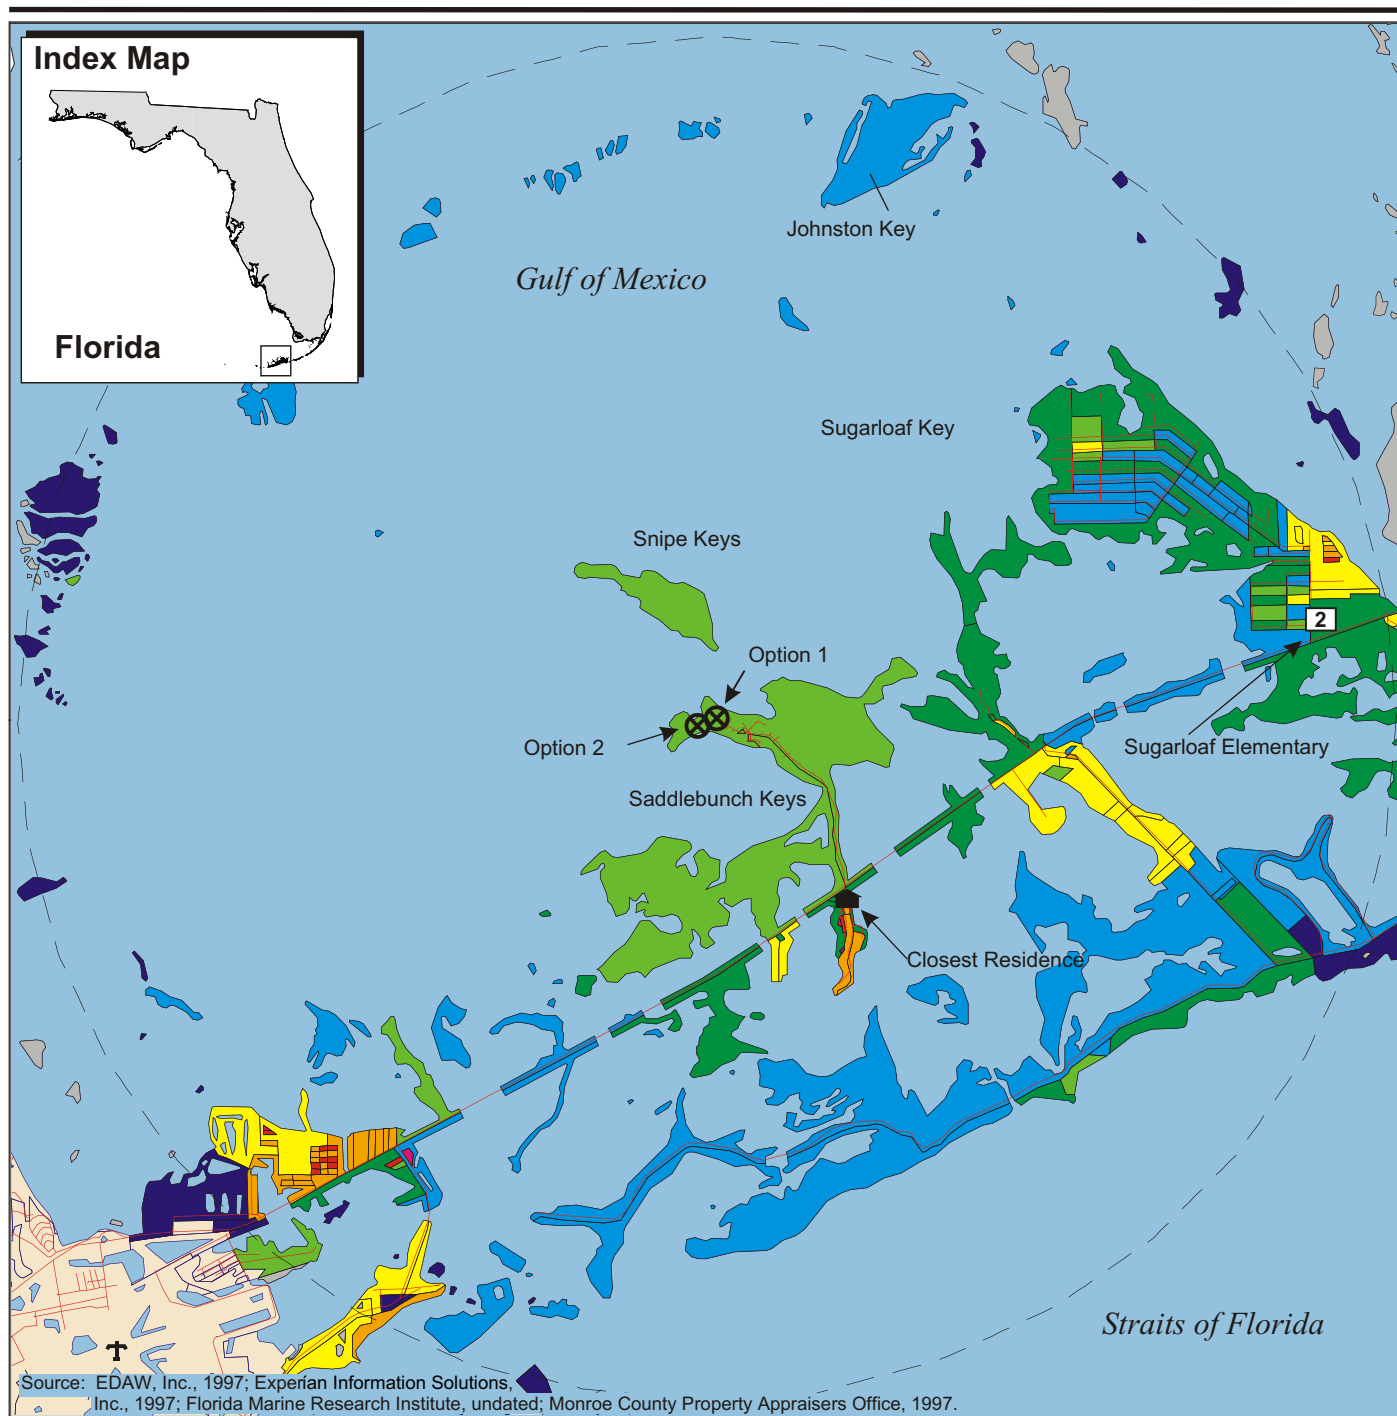 Index Map
Florida
Johnston Key
Gulf of Mexico
Sugarloaf Key
Snipe Keys
2
Option 1
Option 2
Sugarloaf Elementary
Saddlebunch Keys
Closest Residence
Straits of Florida
Source: EDAW, Inc., 1997; Experian Information Solutions,
Inc., 1997; Florida Marine Research Institute, undated; Monroe County Property Appraisers Office, 1997.